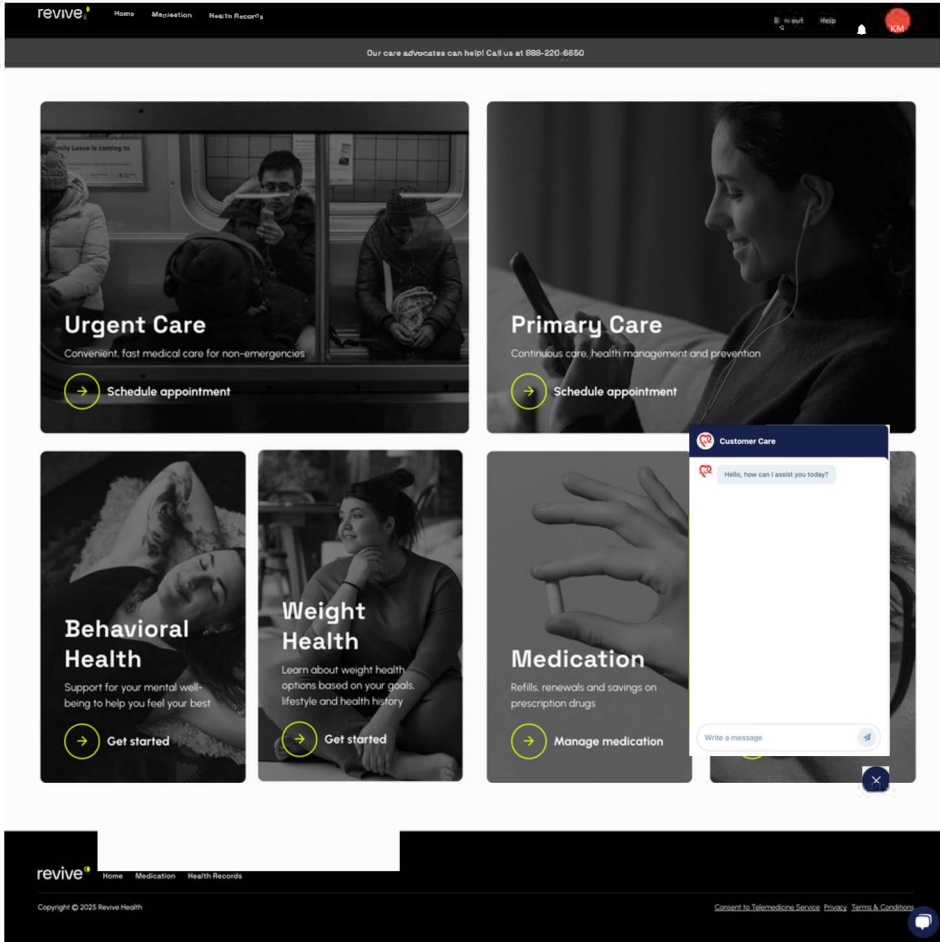 revive
Home
Health Records
Help
KM
Our care advocates can help! Call us at 888-220-6650
Leave is coming to
Urgent Care
Convenient, fast medical care for non-emergencies
Schedule appointment
Primary Care
Continuous care, health management and prevention
Schedule appointment
Behavioral
Health
Support for your mental well-
being to help you feel your best
Get started
Weight
Health
Learn about weight health
options based on your goals,
lifestyle and health history
Get started
Medication
Refills, renewals and savings on
prescription drugs
Manage medication
Customer Care
Hello, how can I assist you today?
Write a message
revive
Home Medication Health Records
Copyright © 2025 Revive Health
Consent to Telemedicine Service Privacy Terms & Conditions